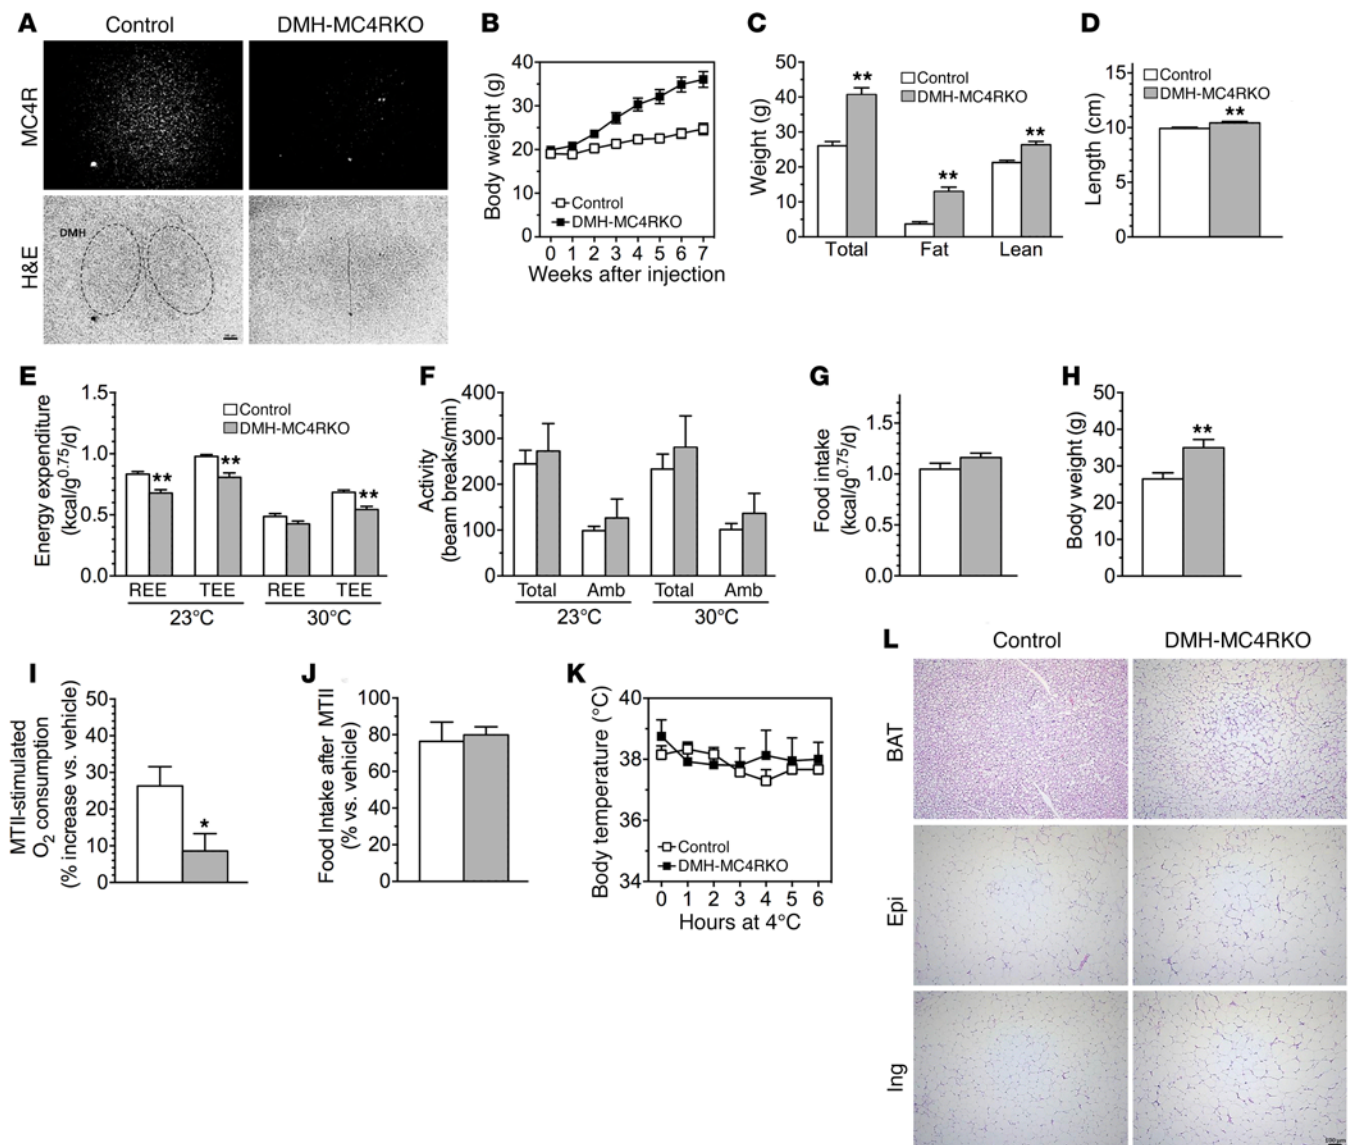 A
Control
DMH-MC4RKO
MC4R
H&E
DMH
B
Body weight (g)
40
30
20
10
0
Control
DMH-MC4RKO
0 1 2 3 4 5 6 7
Weeks after injection
C
Weight (g)
50
40
30
20
10
0
Control
DMH-MC4RKO
**
**
**
Total Fat Lean
D
Length (cm)
15
10
5
0
Control
DMH-MC4RKO
**
E
Energy expenditure
(kcal/g0.75/d)
1.5
1.0
0.5
0.0
Control
DMH-MC4RKO
**
**
**
REE TEE REE TEE
23°C 30°C
F
Activity
(beam breaks/min)
400
300
200
100
0
Total Amb Total Amb
23°C 30°C
G
Food intake
(kcal/g0.75/d)
1.5
1.0
0.5
0.0
H
Body weight (g)
50
40
30
20
10
0
**
I
MTII-stimulated
O2 consumption
(% increase vs. vehicle)
50
40
30
20
10
0
*
J
Food Intake after MTII
(% vs. vehicle)
100
80
60
40
20
0
K
Body temperature (°C)
40
38
36
34
Control
DMH-MC4RKO
0 1 2 3 4 5 6
Hours at 4°C
L
Control
DMH-MC4RKO
BAT
Epi
Ing